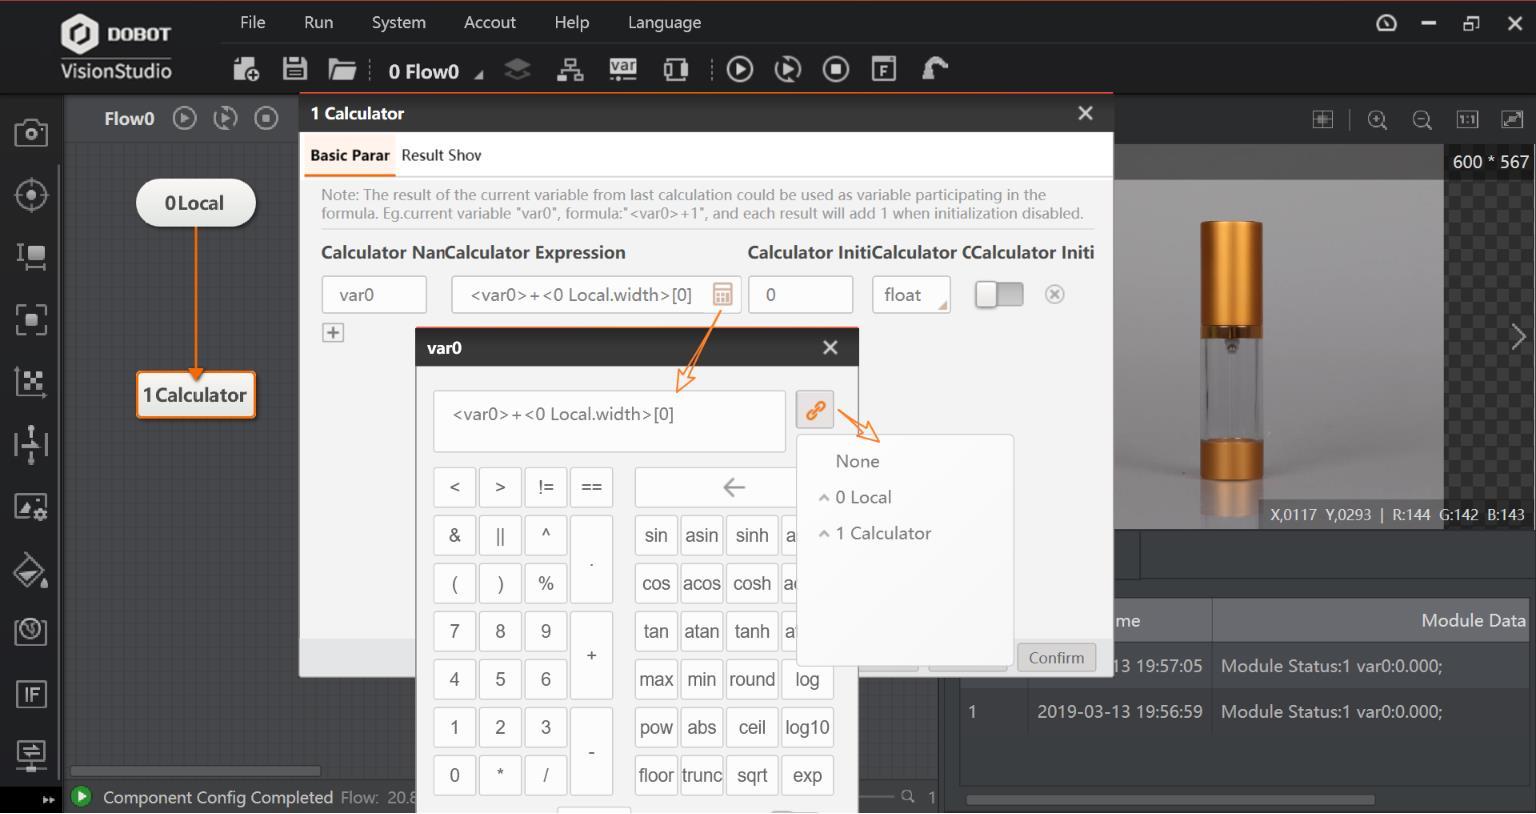 DOBOT
VisionStudio
File Run System Accout Help Language
0 Flow0 var F
Flow0
1 Calculator
Basic Parar Result Shov
Note: The result of the current variable from last calculation could be used as variable participating in the
formula. Eg.current variable "var0", formula:"<var0>+1", and each result will add 1 when initialization disabled.
Calculator Nan Calculator Expression Calculator Initi Calculator C Calculator Initi
var0 <var0>+<0 Local.width>[0] 0 float
0 Local
1 Calculator
var0
<var0>+<0 Local.width>[0]
None
0 Local
1 Calculator
< > != ==
& || ^ .
( ) %
7 8 9 +
4 5 6
1 2 3 -
0 * /
sin asin sinh a
cos acos cosh a
tan atan tanh a
max min round log
pow abs ceil log10
floor trunc sqrt exp
Confirm
1:1
600 * 567
X,0117 Y,0293 | R:144 G:142 B:143
me Module Data
13 19:57:05 Module Status:1 var0:0.000;
1 2019-03-13 19:56:59 Module Status:1 var0:0.000;
IF
Component Config Completed Flow: 20.8
1